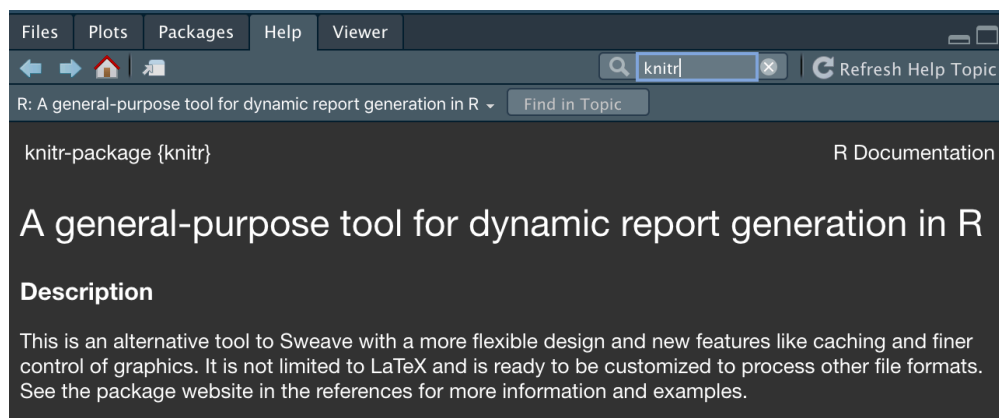 Files Plots Packages Help Viewer
knitr Refresh Help Topic
R: A general-purpose tool for dynamic report generation in R Find in Topic
knitr-package {knitr} R Documentation
A general-purpose tool for dynamic report generation in R
Description
This is an alternative tool to Sweave with a more flexible design and new features like caching and finer
control of graphics. It is not limited to LaTeX and is ready to be customized to process other file formats.
See the package website in the references for more information and examples.